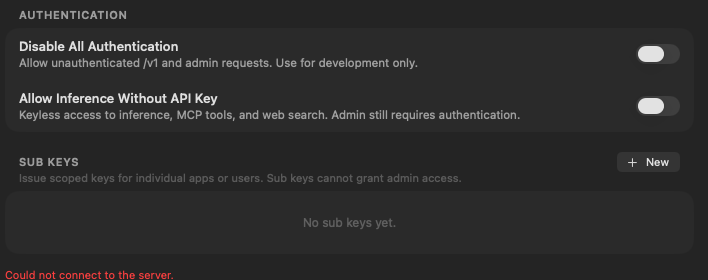 AUTHENTICATION
Disable All Authentication
Allow unauthenticated /v1 and admin requests. Use for development only.
Allow Inference Without API Key
Keyless access to inference, MCP tools, and web search. Admin still requires authentication.
SUB KEYS
+ New
Issue scoped keys for individual apps or users. Sub keys cannot grant admin access.
No sub keys yet.
Could not connect to the server.